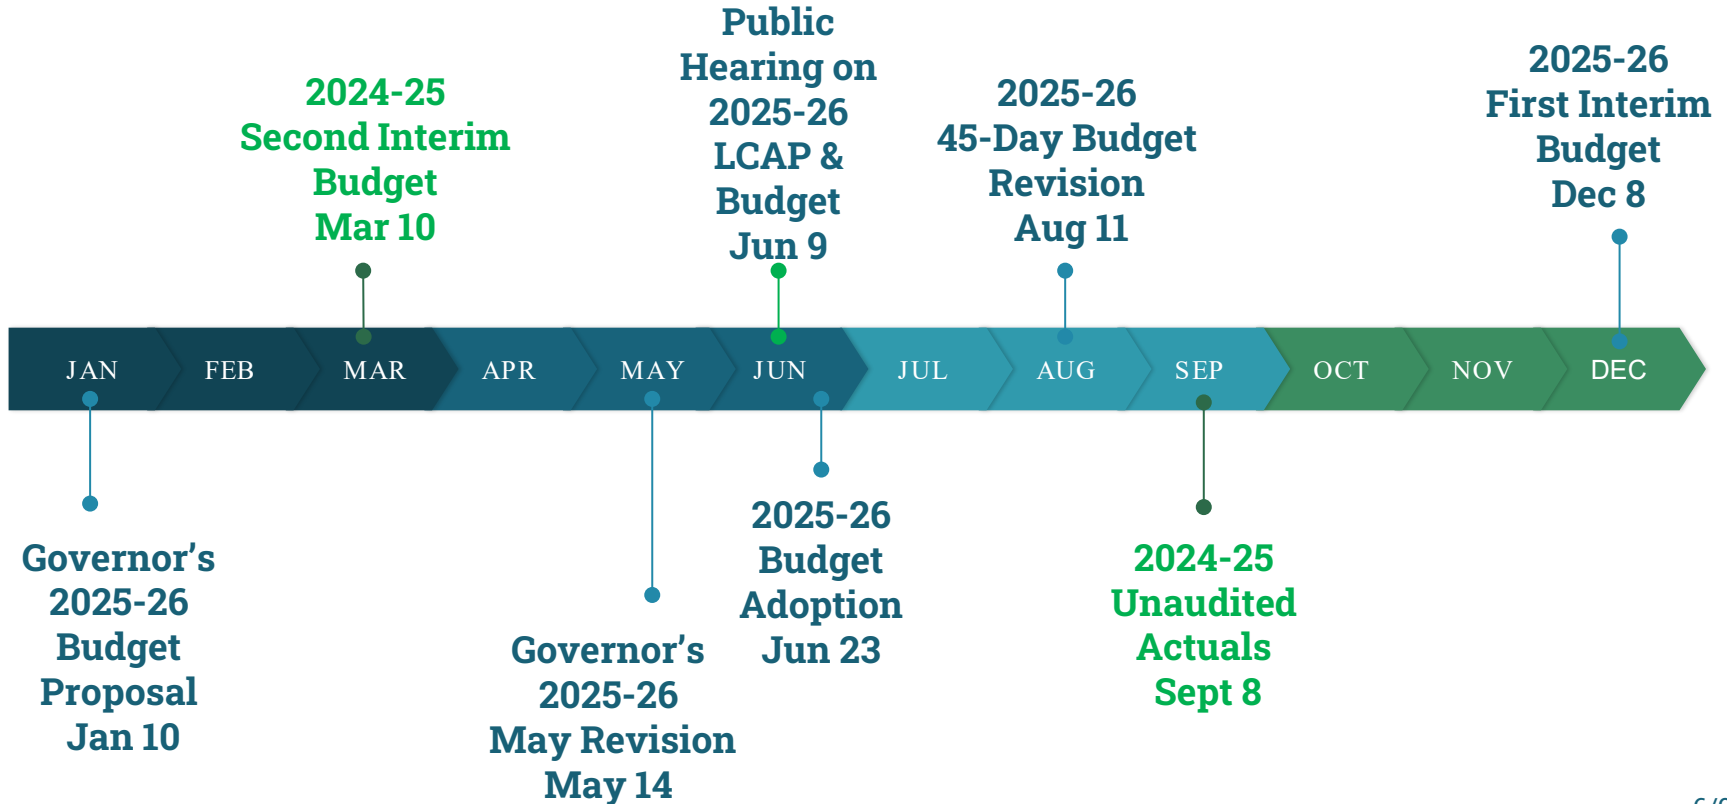 Public
Hearing on
2025-26
LCAP &
Budget
Jun 9
2024-25
Second Interim
Budget
Mar 10
2025-26
45-Day Budget
Revision
Aug 11
2025-26
First Interim
Budget
Dec 8
JAN
FEB
MAR
APR
MAY
JUN
JUL
AUG
SEP
OCT
NOV
DEC
Governor’s
2025-26
Budget
Proposal
Jan 10
Governor’s
2025-26
May Revision
May 14
2025-26
Budget
Adoption
Jun 23
2024-25
Unaudited
Actuals
Sept 8